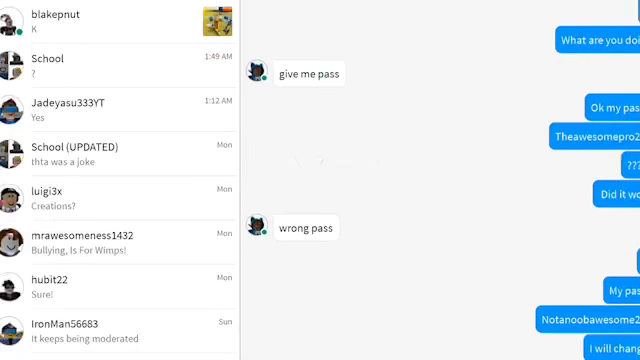 blakepnut
K
School
1:49 AM
?
Jadeyasu333YT
1:12 AM
Yes
School (UPDATED)
Mon
thta was a joke
luigi3x
Mon
Creations?
mrawesomeness1432
Mon
Bullying, Is For Wimps!
hubit22
Mon
Sure!
IronMan56683
Sun
It keeps being moderated
What are you doi
give me pass
Ok my pas
Theawesomepro2
???
Did it wo
wrong pass
My pas
Notanoobawesome2
I will chang